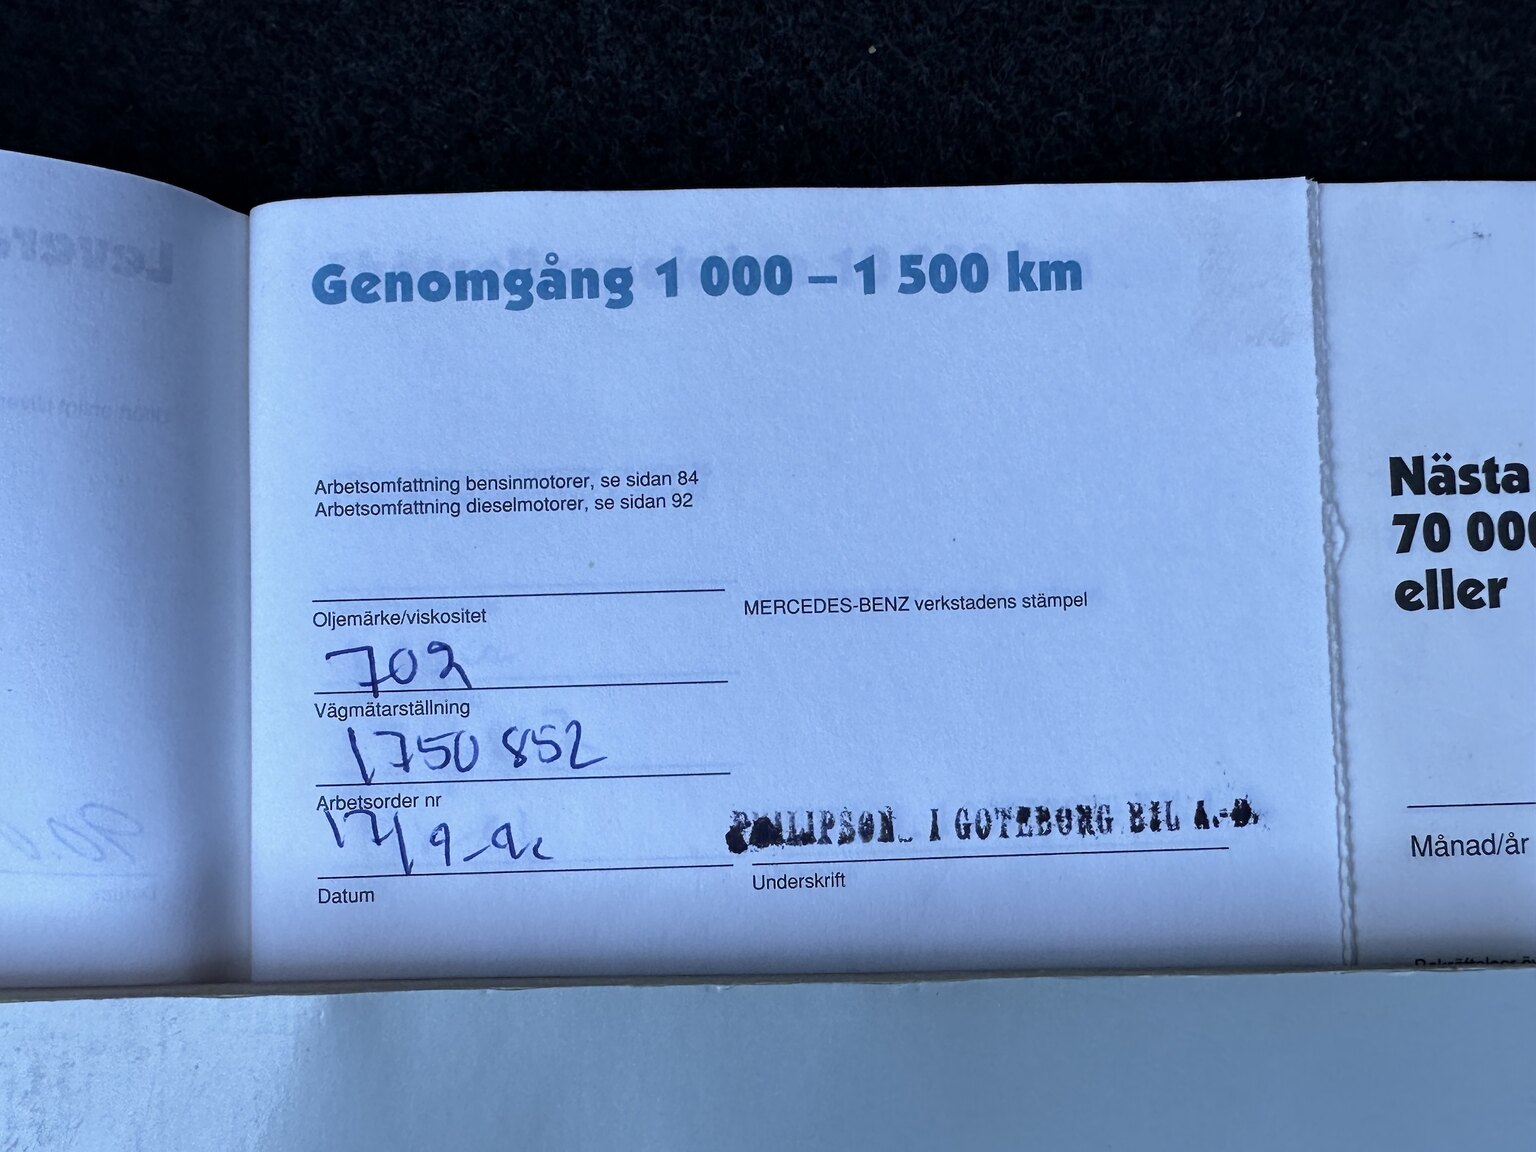 Genomgång 1 000 – 1 500 km
Arbetsomfattning bensinmotorer, se sidan 84
Arbetsomfattning dieselmotorer, se sidan 92
Oljemärke/viskositet
MERCEDES-BENZ verkstadens stämpel
702
Vägmätarställning
1750 852
Arbetsorder nr
17/9-
PHILIPSON I GÖTEBORG BIL A.-B.
Datum
Underskrift
Nästa
70 000
eller
Månad/år